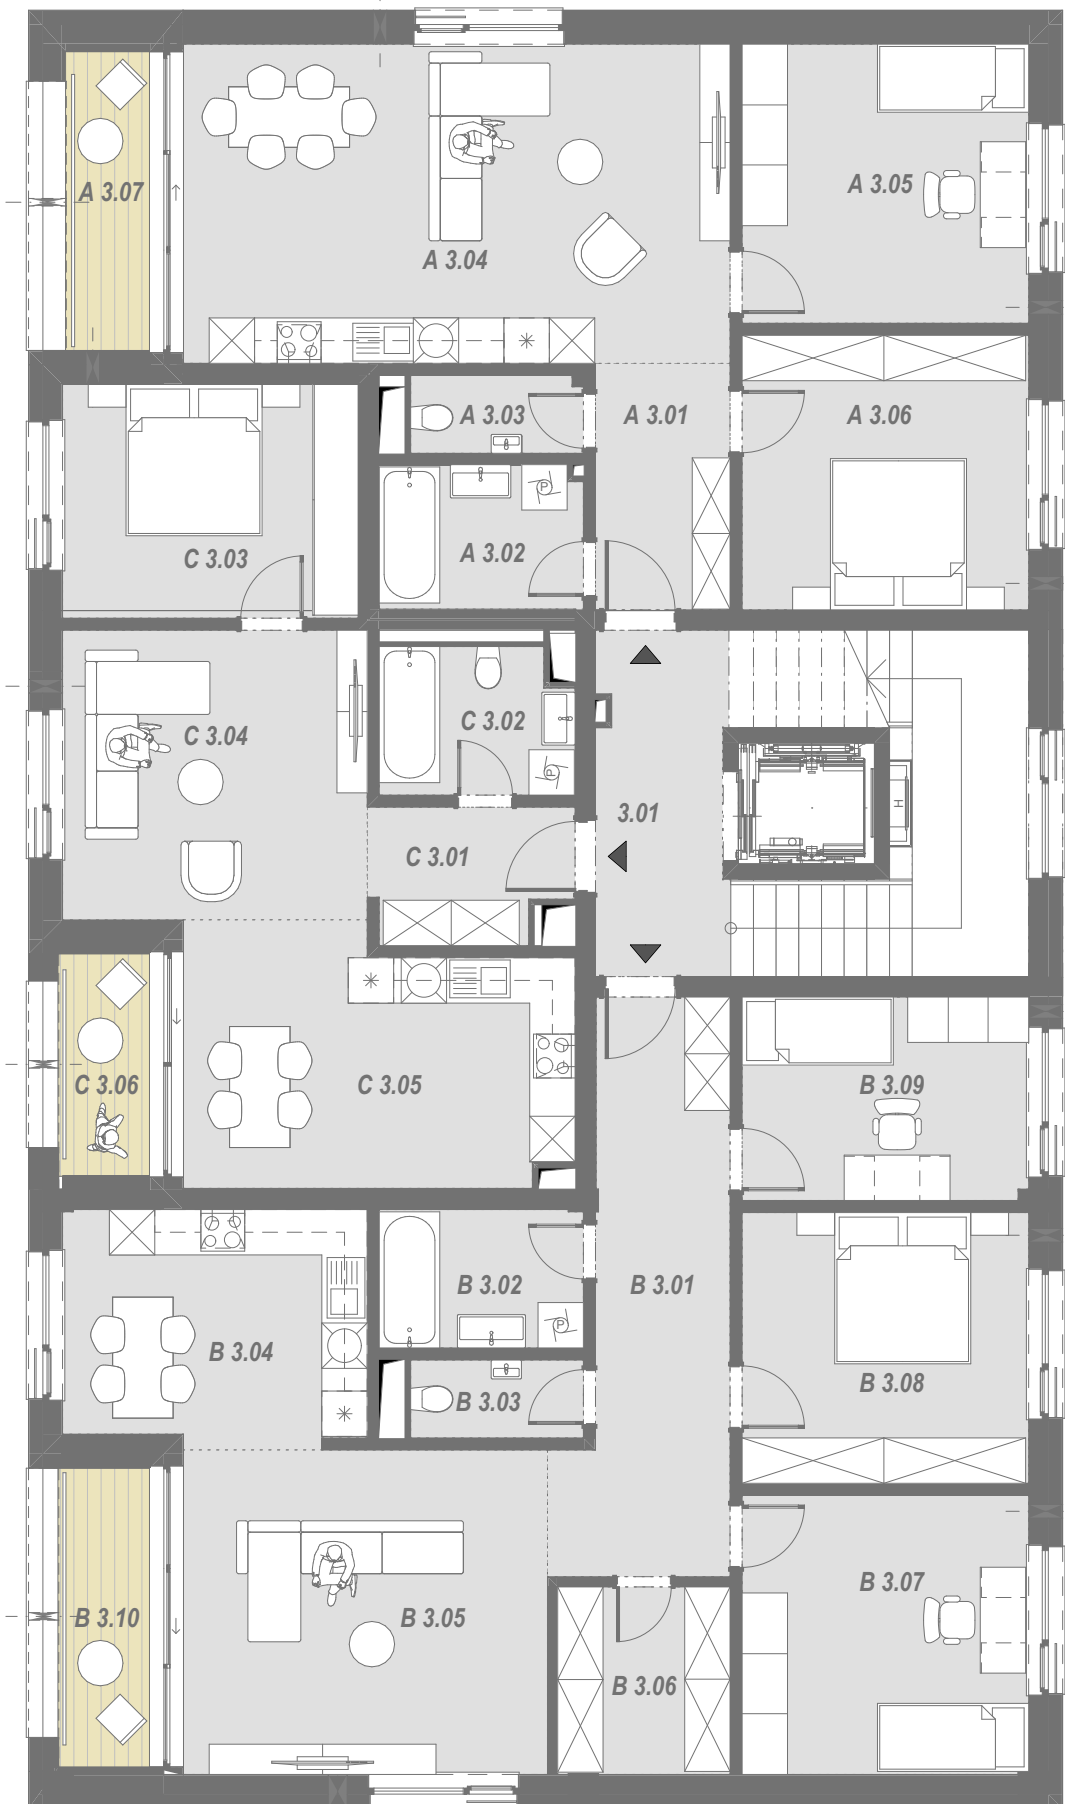 A 3.07
A 3.04
A 3.05
A 3.03
A 3.01
A 3.06
P
A 3.02
C 3.03
C 3.04
C 3.02
P
3.01
H
C 3.01
C 3.06
C 3.05
B 3.09
B 3.02
B 3.01
P
B 3.04
B 3.03
B 3.08
B 3.07
B 3.10
B 3.05
B 3.06